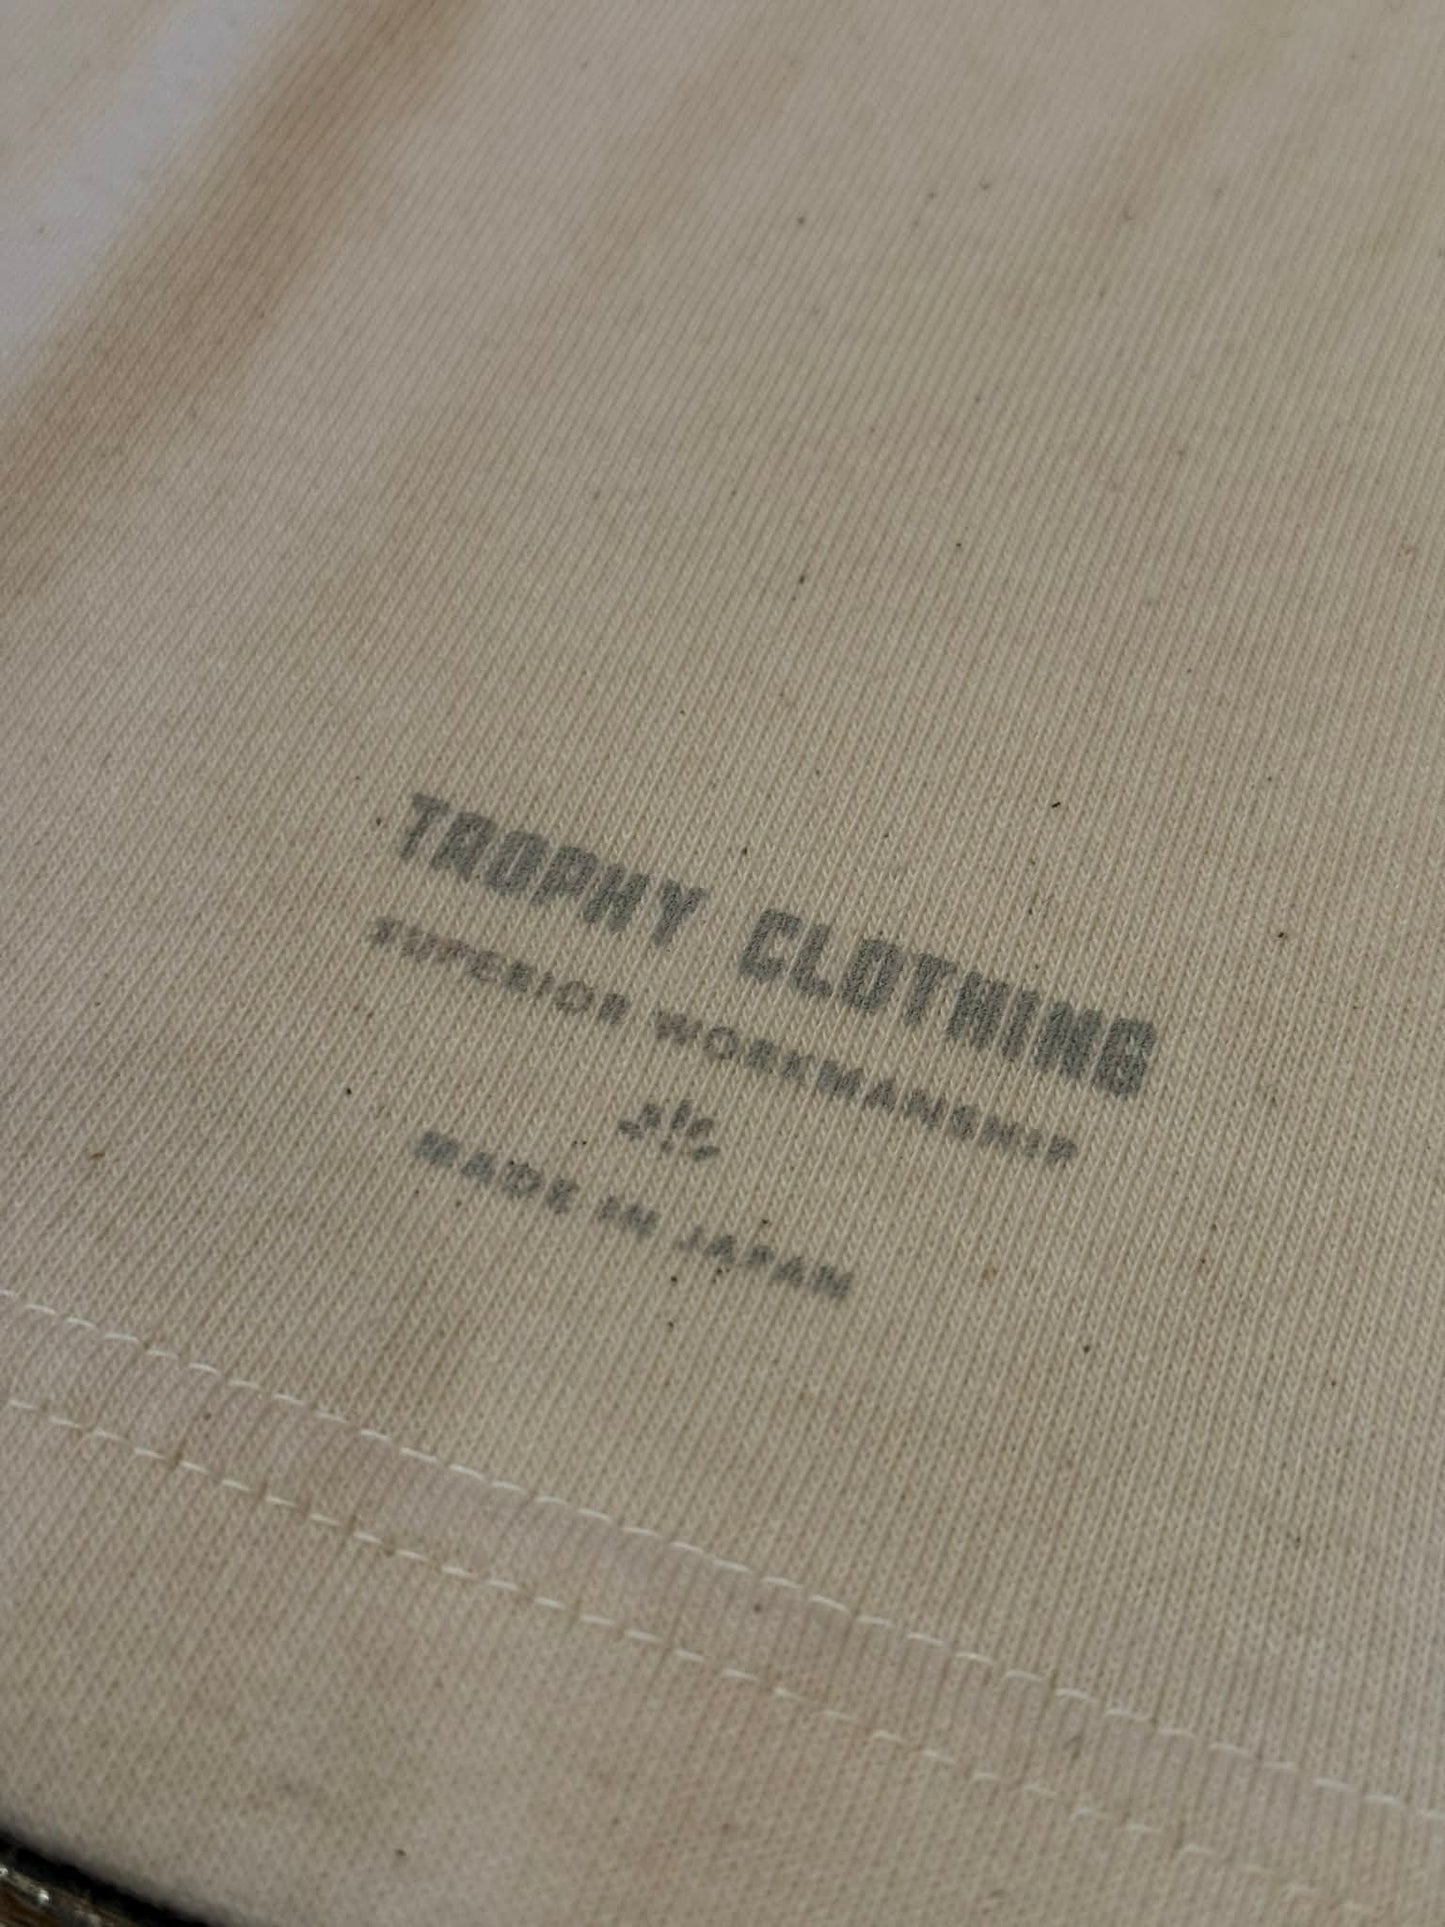 TROPHY CLOTHING
SUPERIOR WORKMANSHIP
MADE IN JAPAN